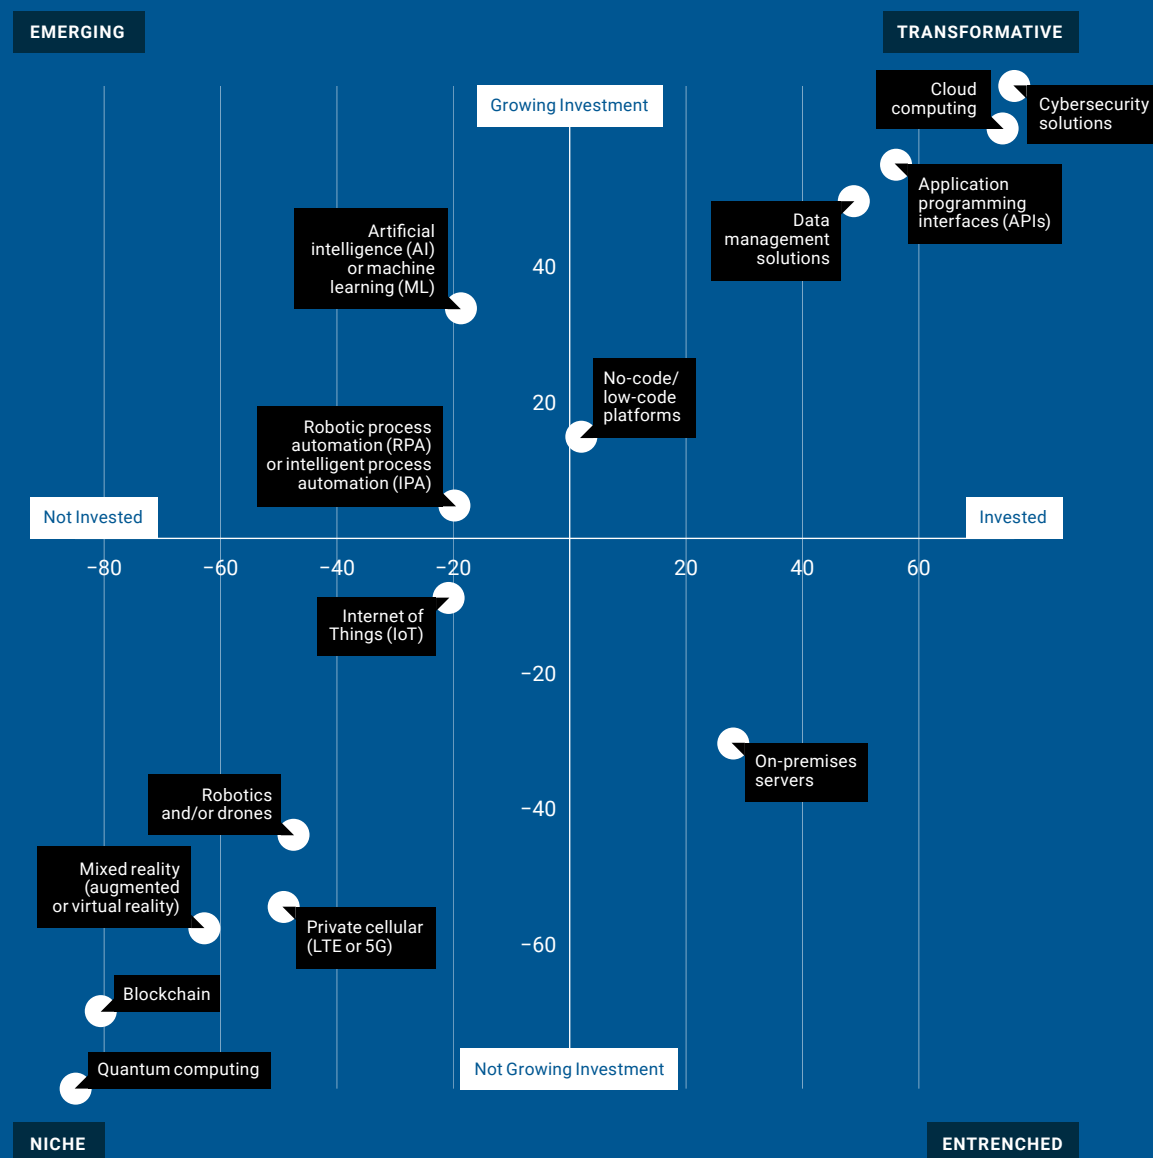 EMERGING
TRANSFORMATIVE
Growing Investment
Cloud
computing
Cybersecurity
solutions
Application
programming
interfaces (APIs)
Data
management
solutions
Artificial
intelligence (AI)
or machine
learning (ML)
40
No-code/
low-code
platforms
20
Robotic process
automation (RPA)
or intelligent process
automation (IPA)
Not Invested
Invested
−80
−60
−40
−20
20
40
60
Internet of
Things (IoT)
−20
On-premises
servers
Robotics
and/or drones
−40
Mixed reality
(augmented
or virtual reality)
Private cellular
(LTE or 5G)
−60
Blockchain
Quantum computing
Not Growing Investment
NICHE
ENTRENCHED